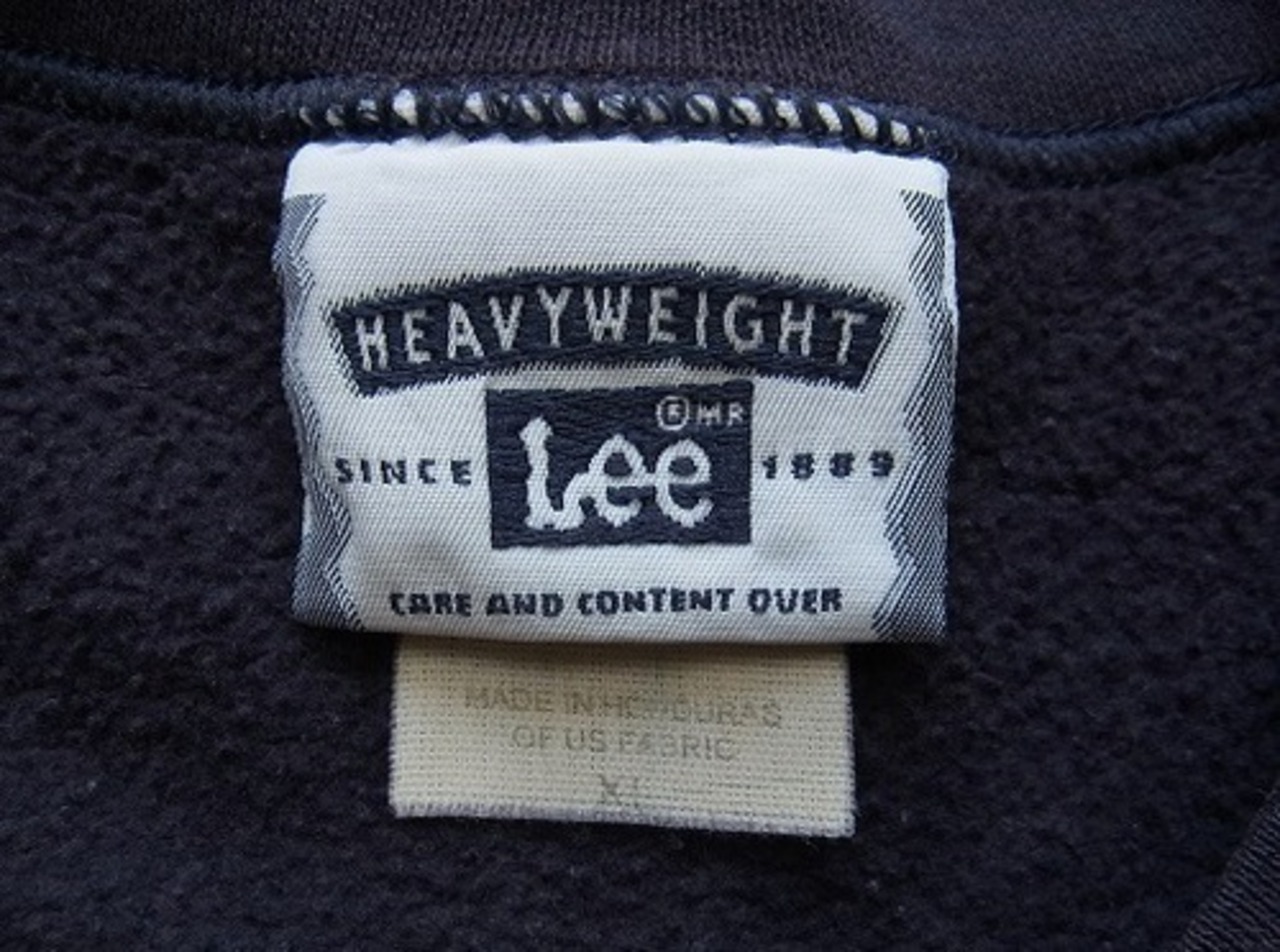 HEAVYWEIGHT
® MR
SINCE Lee 1889
CARE AND CONTENT OVER
MADE IN HONDURAS
OF US FABRIC
XL